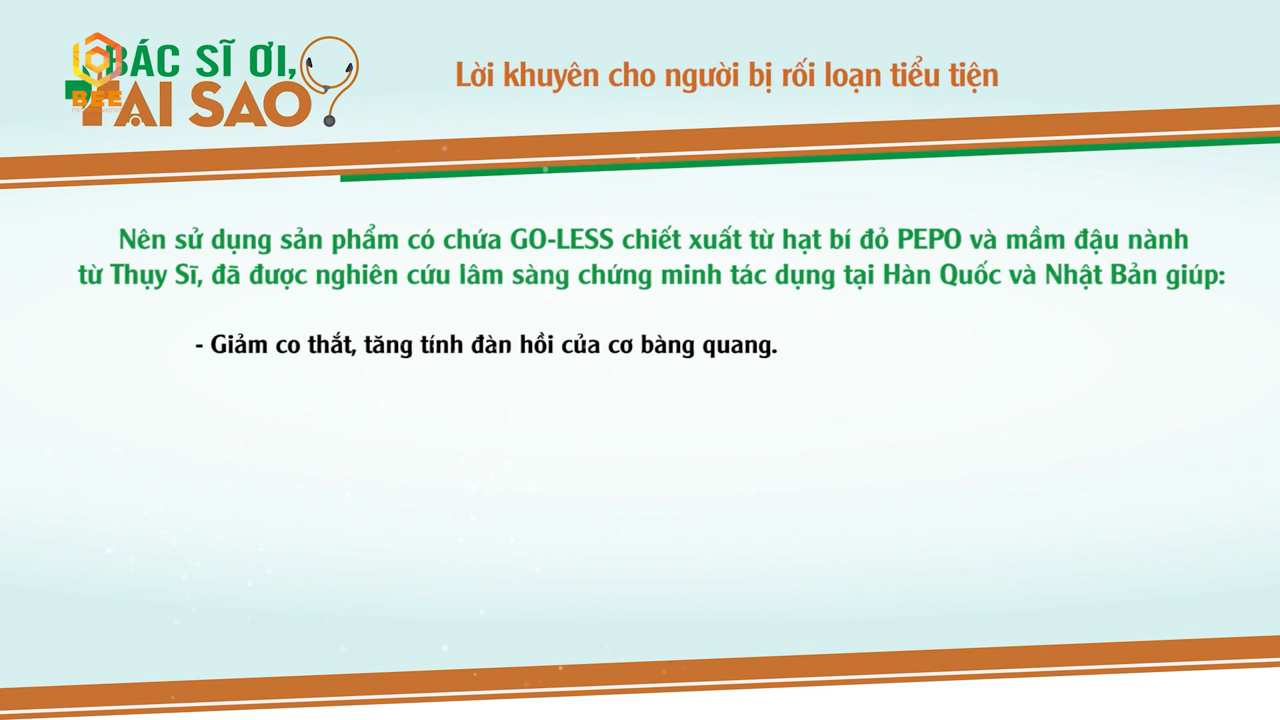 BÁC SĨ ƠI,
TẠI SAO?
BEE
Lời khuyên cho người bị rối loạn tiểu tiện
Nên sử dụng sản phẩm có chứa GO-LESS chiết xuất từ hạt bí đỏ PEPO và mầm đậu nành
từ Thụy Sĩ, đã được nghiên cứu lâm sàng chứng minh tác dụng tại Hàn Quốc và Nhật Bản giúp:
- Giảm co thắt, tăng tính đàn hồi của cơ bàng quang.